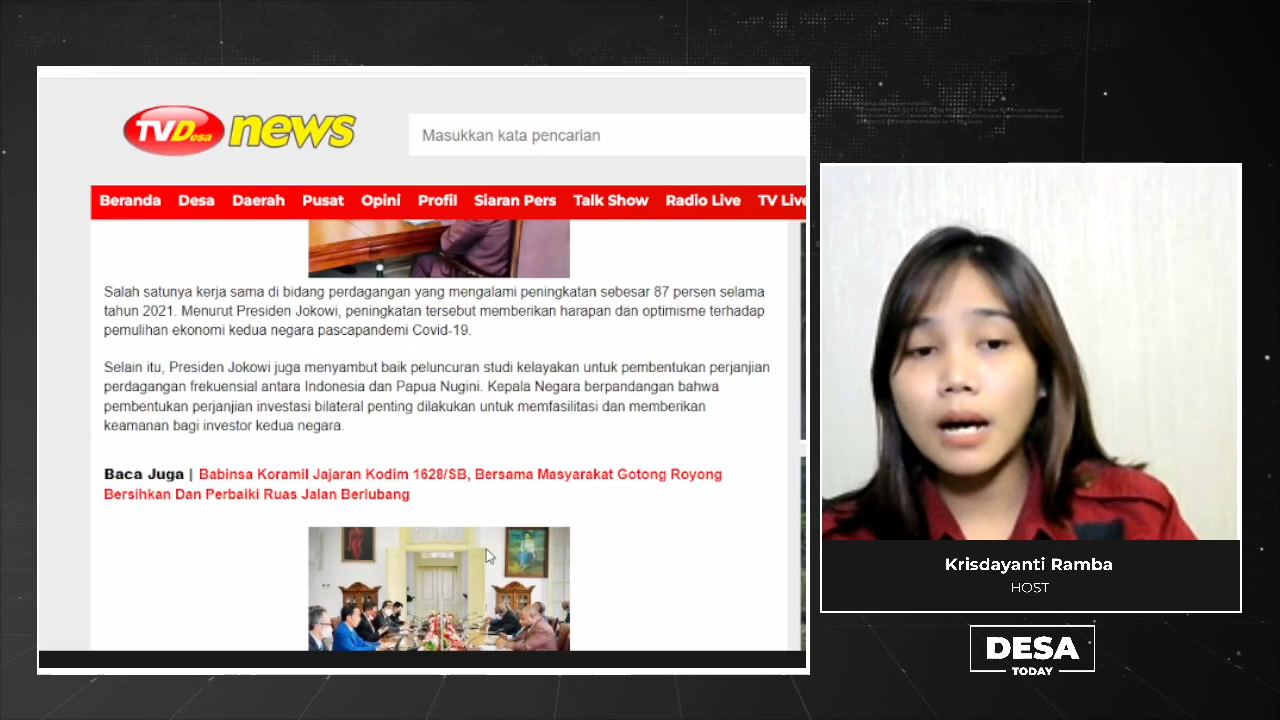 TVDesa news
Masukkan kata pencarian
Beranda Desa Daerah Pusat Opini Profil Siaran Pers Talk Show Radio Live TV Live
Salah satunya kerja sama di bidang perdagangan yang mengalami peningkatan sebesar 87 persen selama
tahun 2021. Menurut Presiden Jokowi, peningkatan tersebut memberikan harapan dan optimisme terhadap
pemulihan ekonomi kedua negara pascapandemi Covid-19.
Selain itu, Presiden Jokowi juga menyambut baik peluncuran studi kelayakan untuk pembentukan perjanjian
perdagangan frekuensial antara Indonesia dan Papua Nugini. Kepala Negara berpandangan bahwa
pembentukan perjanjian investasi bilateral penting dilakukan untuk memfasilitasi dan memberikan
keamanan bagi investor kedua negara.
Baca Juga | Babinsa Koramil Jajaran Kodim 1628/SB, Bersama Masyarakat Gotong Royong
Bersihkan Dan Perbaiki Ruas Jalan Berlubang
Krisdayanti Ramba
HOST
DESA
TODAY